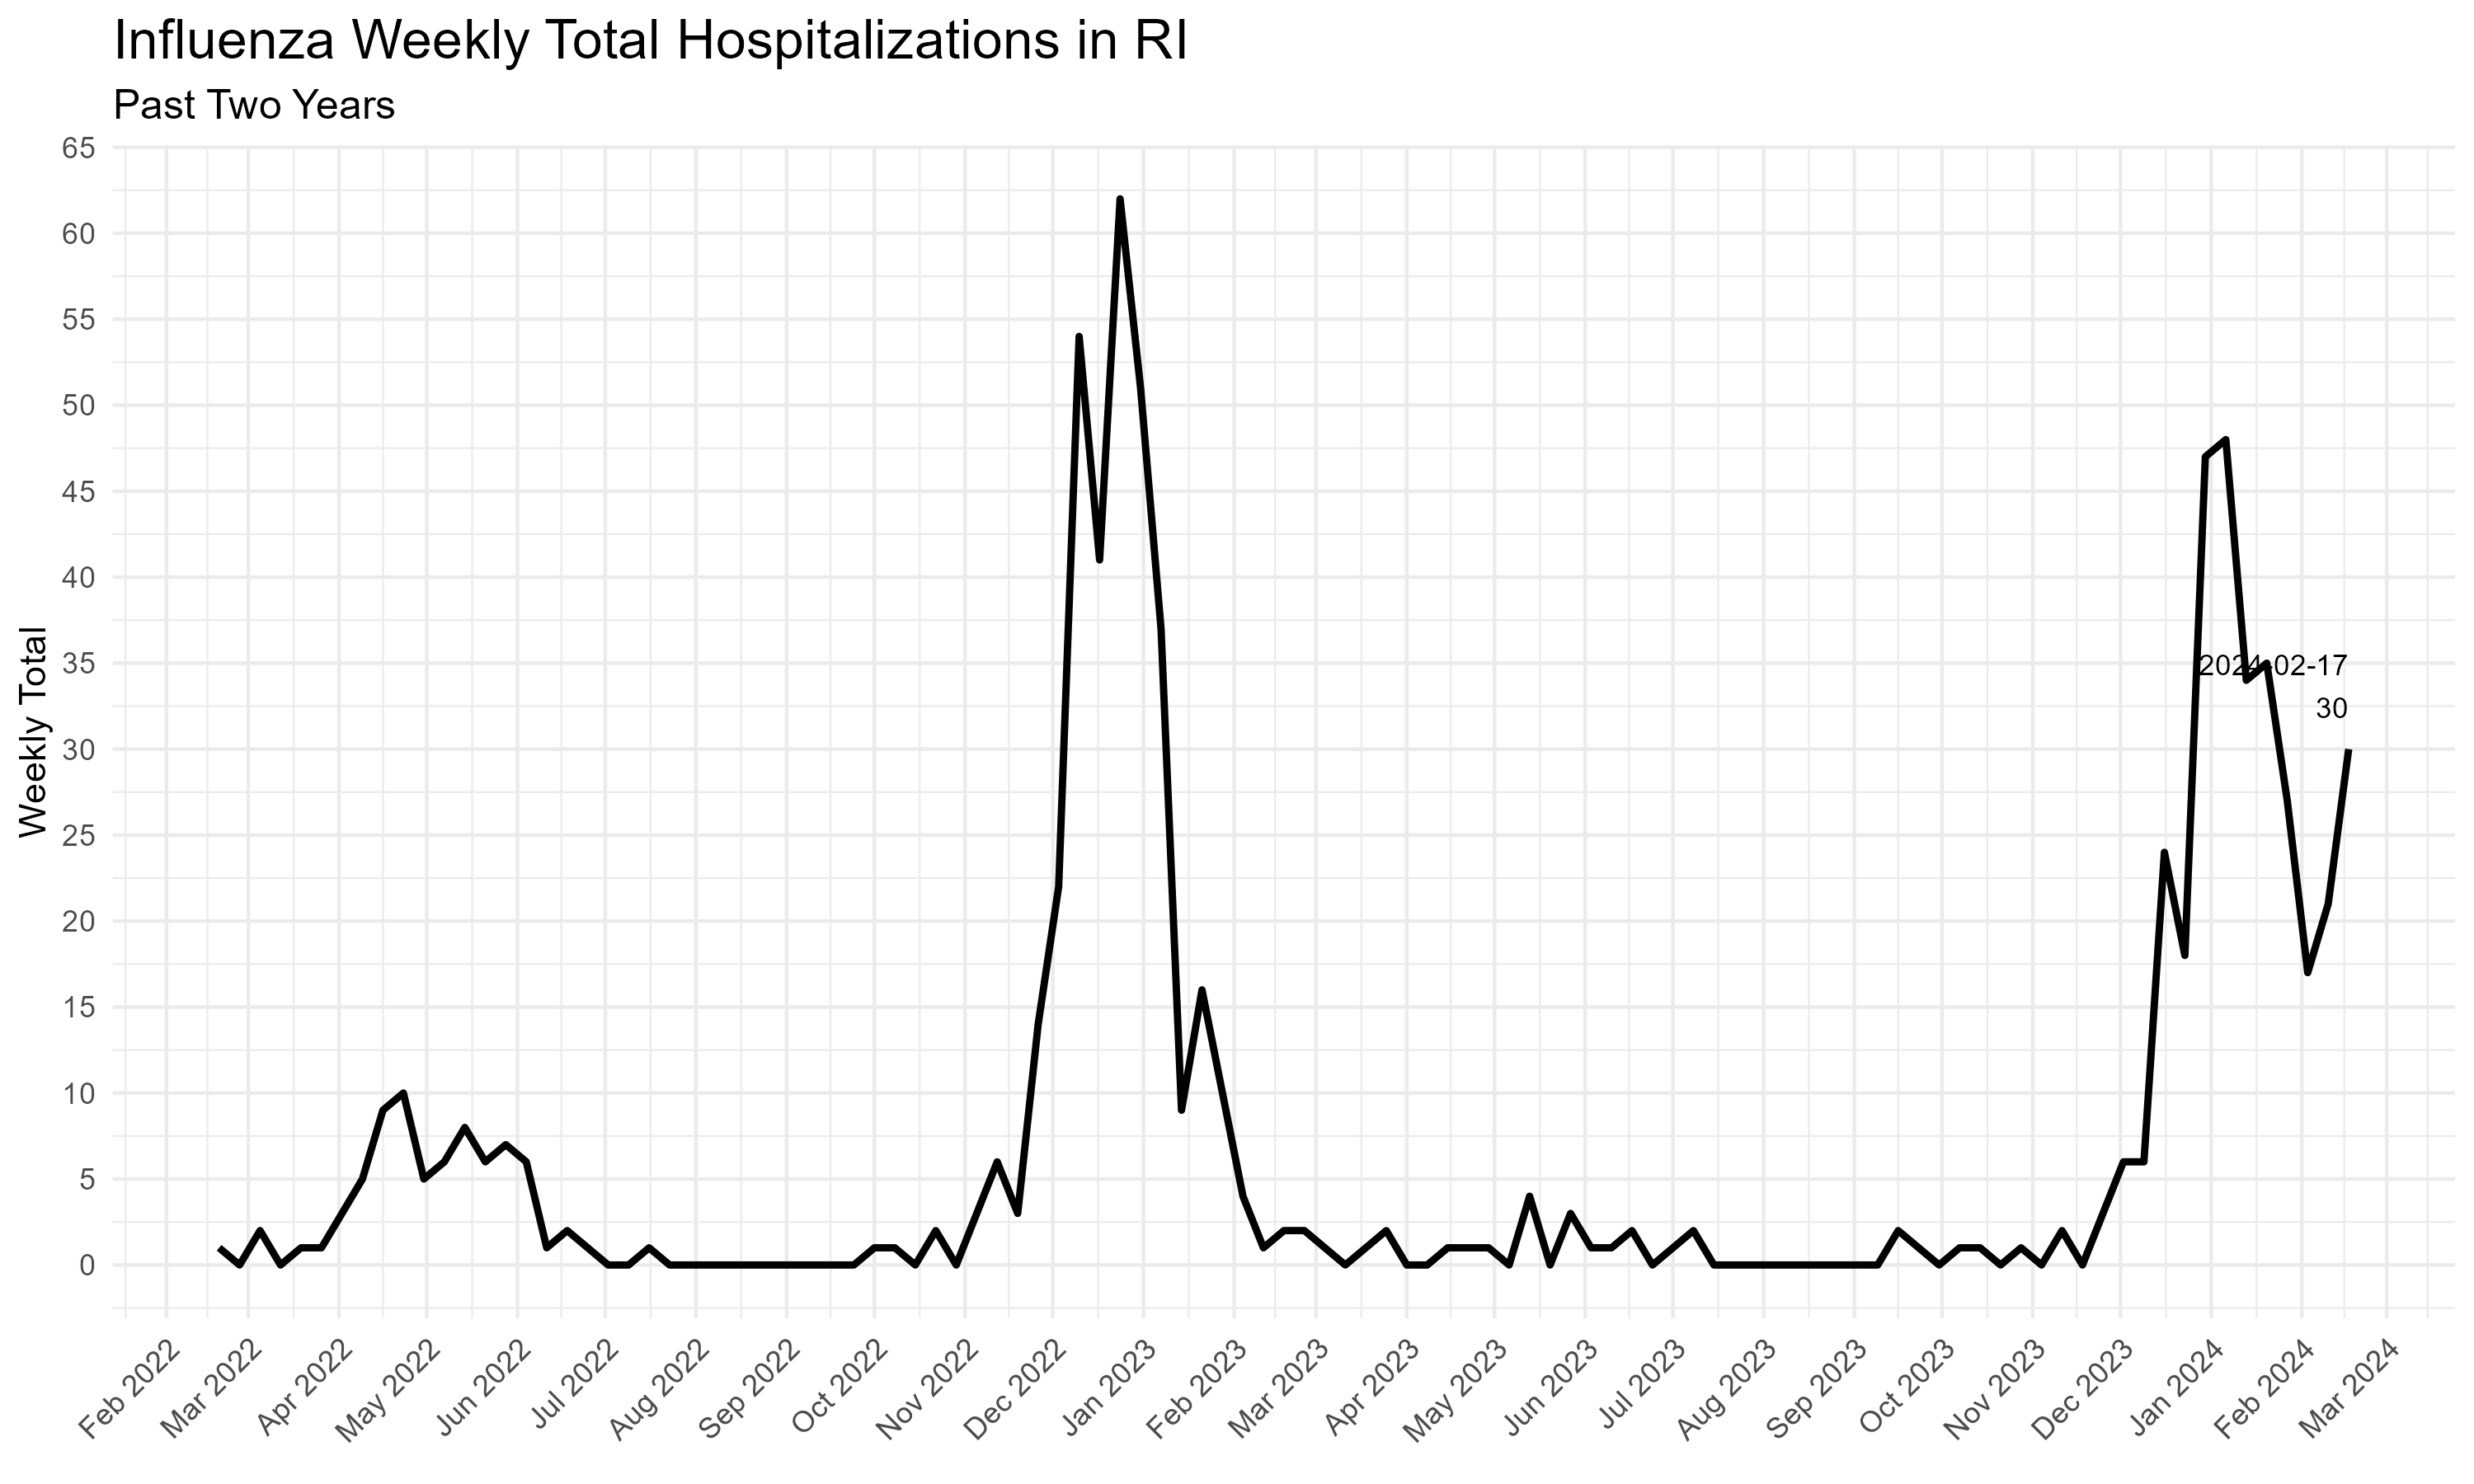 Influenza Weekly Total Hospitalizations in RI
Past Two Years
Weekly Total
65
60
55
50
45
40
35
30
25
20
15
10
5
0
2024-02-17
30
Feb 2022
Mar 2022
Apr 2022
May 2022
Jun 2022
Jul 2022
Aug 2022
Sep 2022
Oct 2022
Nov 2022
Dec 2022
Jan 2023
Feb 2023
Mar 2023
Apr 2023
May 2023
Jun 2023
Jul 2023
Aug 2023
Sep 2023
Oct 2023
Nov 2023
Dec 2023
Jan 2024
Feb 2024
Mar 2024